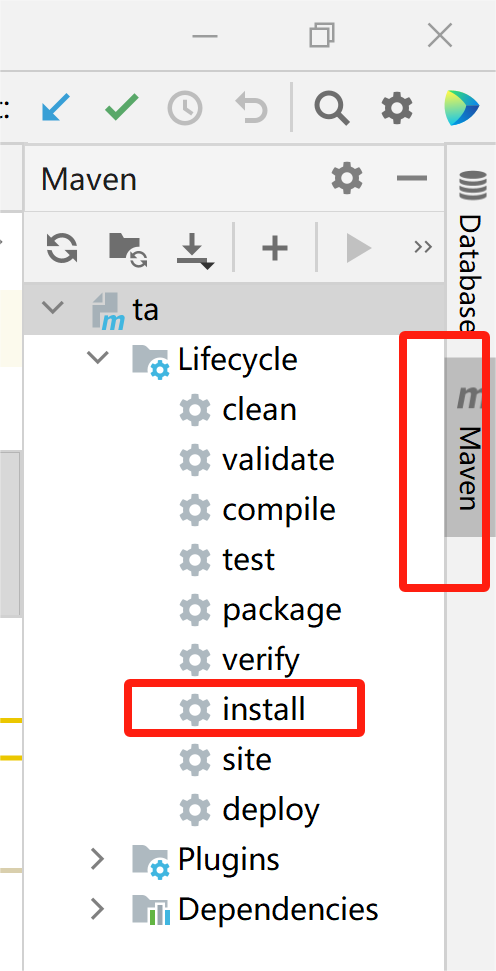 Maven
Database
ta
Lifecycle
clean
validate
compile
test
package
verify
install
site
deploy
Plugins
Dependencies
m Maven